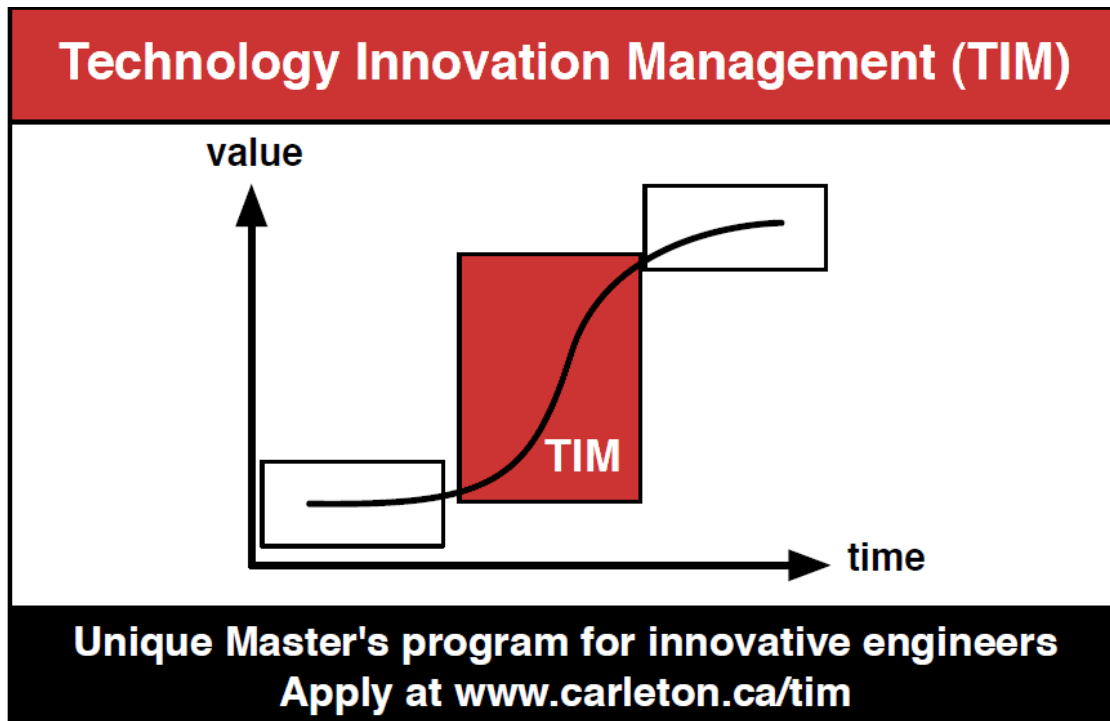 Technology Innovation Management (TIM)
value
TIM
time
Unique Master's program for innovative engineers
Apply at www.carleton.ca/tim